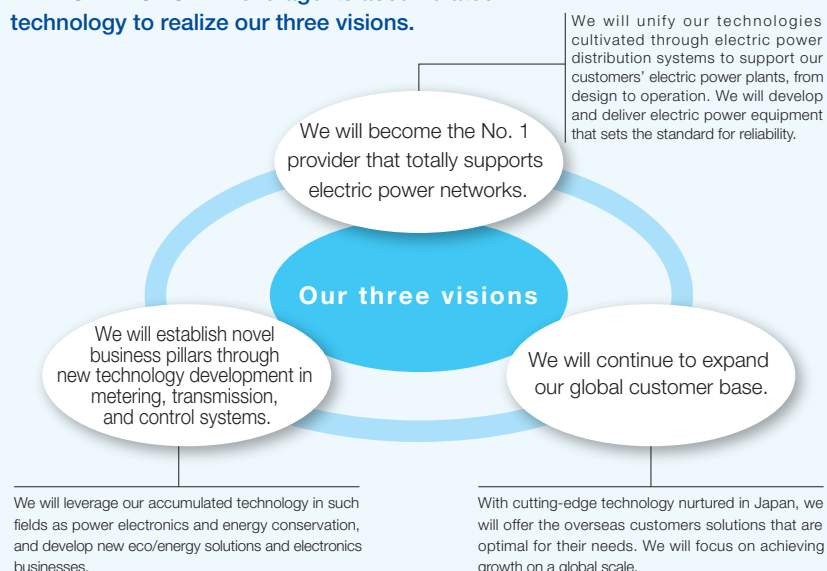 technology to realize our three visions.
We will unify our technologies
cultivated through electric power
distribution systems to support our
customers' electric power plants, from
design to operation. We will develop
and deliver electric power equipment
that sets the standard for reliability.
We will become the No. 1
provider that totally supports
electric power networks.
Our three visions
We will establish novel
business pillars through
new technology development in
metering, transmission,
and control systems.
We will continue to expand
our global customer base.
We will leverage our accumulated technology in such
fields as power electronics and energy conservation,
and develop new eco/energy solutions and electronics
businesses.
With cutting-edge technology nurtured in Japan, we
will offer the overseas customers solutions that are
optimal for their needs. We will focus on achieving
growth on a global scale.